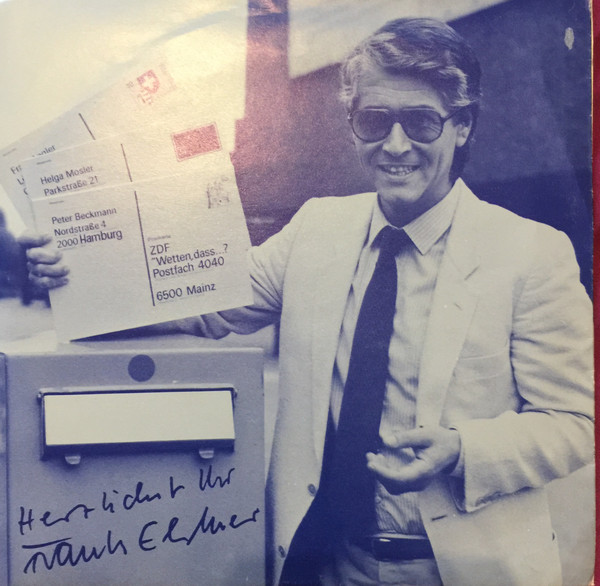 Helga Mosler
Parkstraße 21
Peter Beckmann
Nordstraße 4
2000 Hamburg
ZDF
"Wetten, dass...?
Postfach 4040
6500 Mainz
Herzlichst Ihr
Frank Elstner